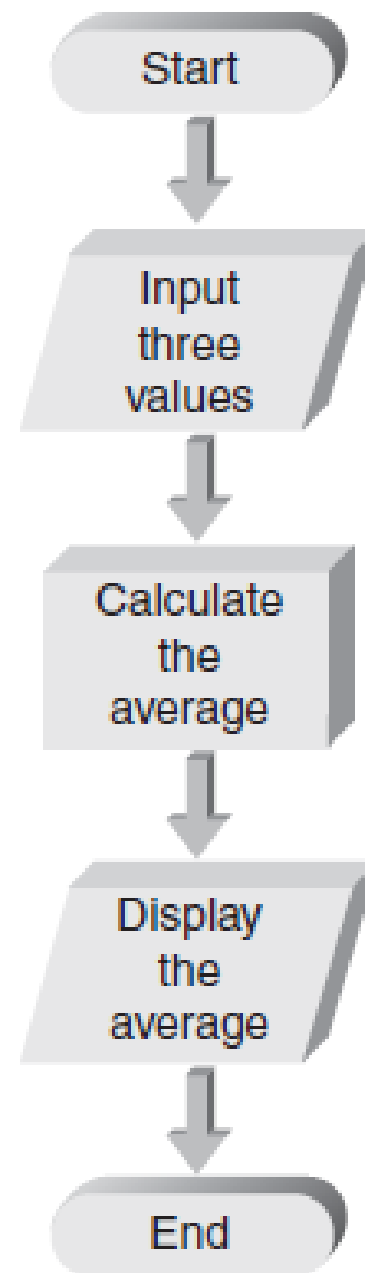 Start
Input
three
values
Calculate
the
average
Display
the
average
End